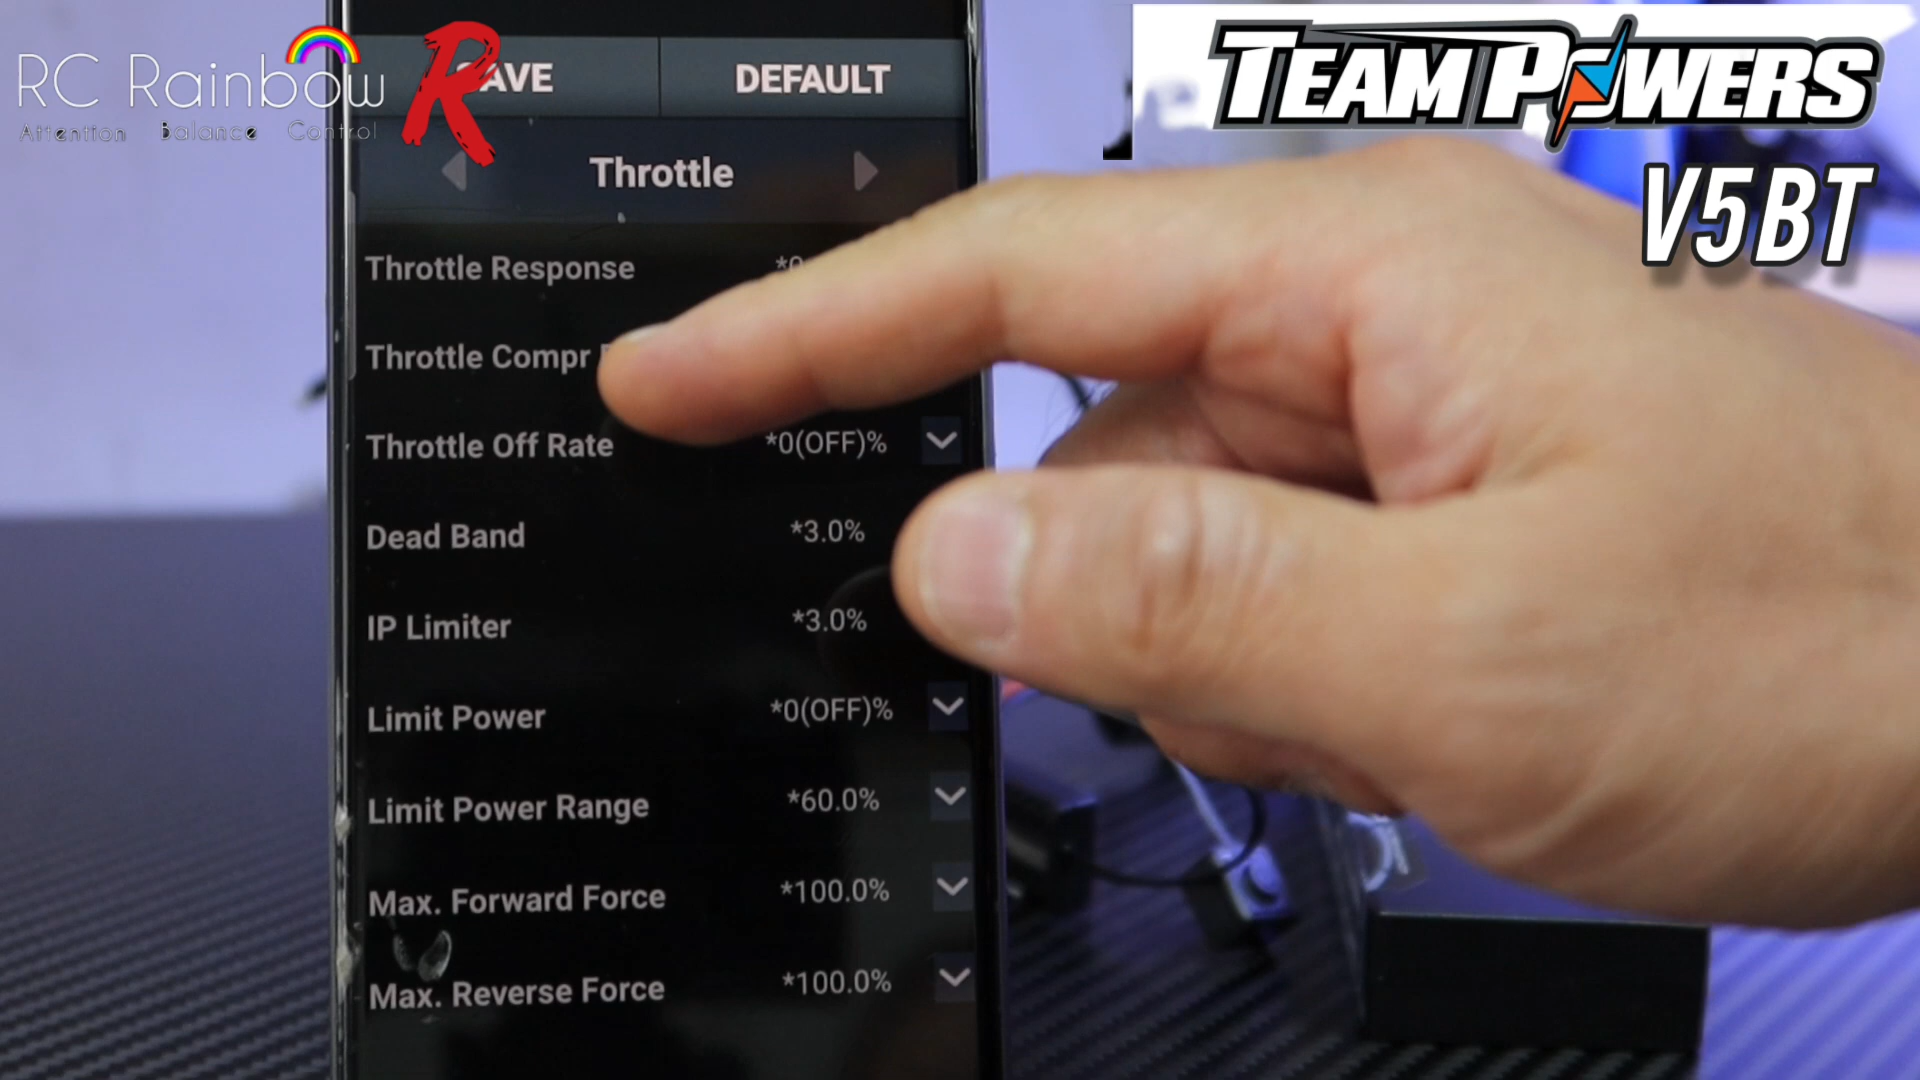 RC Rainbow R
Attention Balance Control
SAVE
DEFAULT
TEAM POWERS
V5BT
Throttle
Throttle Response
Throttle Compr
Throttle Off Rate *0(OFF)%
Dead Band *3.0%
IP Limiter *3.0%
Limit Power *0(OFF)%
Limit Power Range *60.0%
Max. Forward Force *100.0%
Max. Reverse Force *100.0%